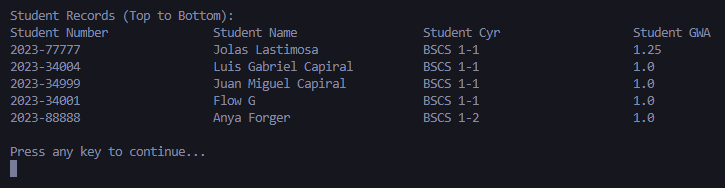 Student Records (Top to Bottom):
Student Number Student Name Student Cyr Student GWA
2023-77777 Jolas Lastimosa BSCS 1-1 1.25
2023-34004 Luis Gabriel Capiral BSCS 1-1 1.0
2023-34999 Juan Miguel Capiral BSCS 1-1 1.0
2023-34001 Flow G BSCS 1-1 1.0
2023-88888 Anya Forger BSCS 1-2 1.0
Press any key to continue...